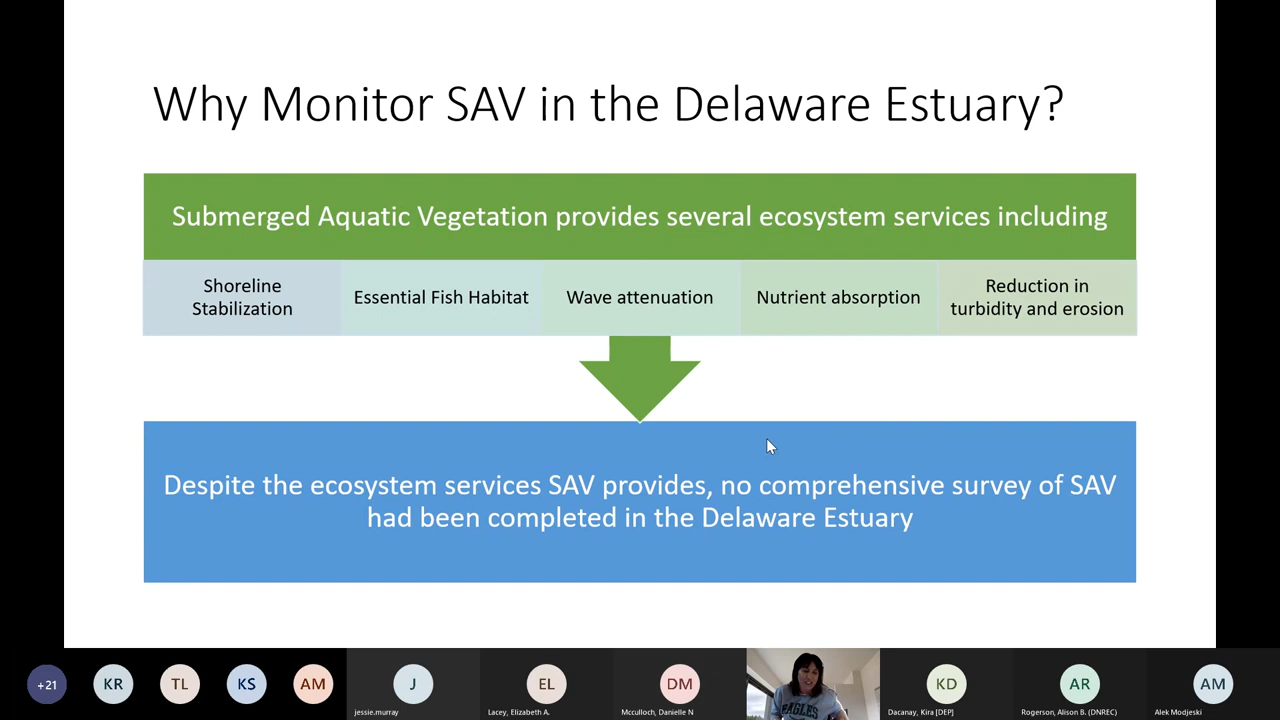 Why Monitor SAV in the Delaware Estuary?
Submerged Aquatic Vegetation provides several ecosystem services including
Shoreline
Stabilization
Essential Fish Habitat
Wave attenuation
Nutrient absorption
Reduction in
turbidity and erosion
Despite the ecosystem services SAV provides, no comprehensive survey of SAV
had been completed in the Delaware Estuary
+21
KR
TL
KS
AM
J
jessie.murray
EL
Lacey, Elizabeth A.
DM
Mcculloch, Danielle N
EAGLES
KD
Dacanay, Kira [DEP]
AR
Rogerson, Alison B. (DNREC)
AM
Alek Modjeski